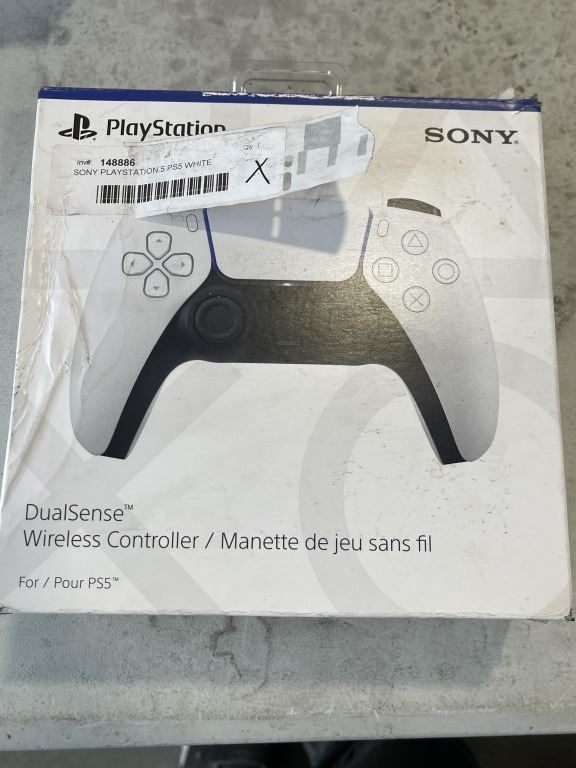 PlayStation
SONY
Inv#: 148886
SONY PLAYSTATION 5 PS5 WHITE
X
DualSense™
Wireless Controller / Manette de jeu sans fil
For / Pour PS5™